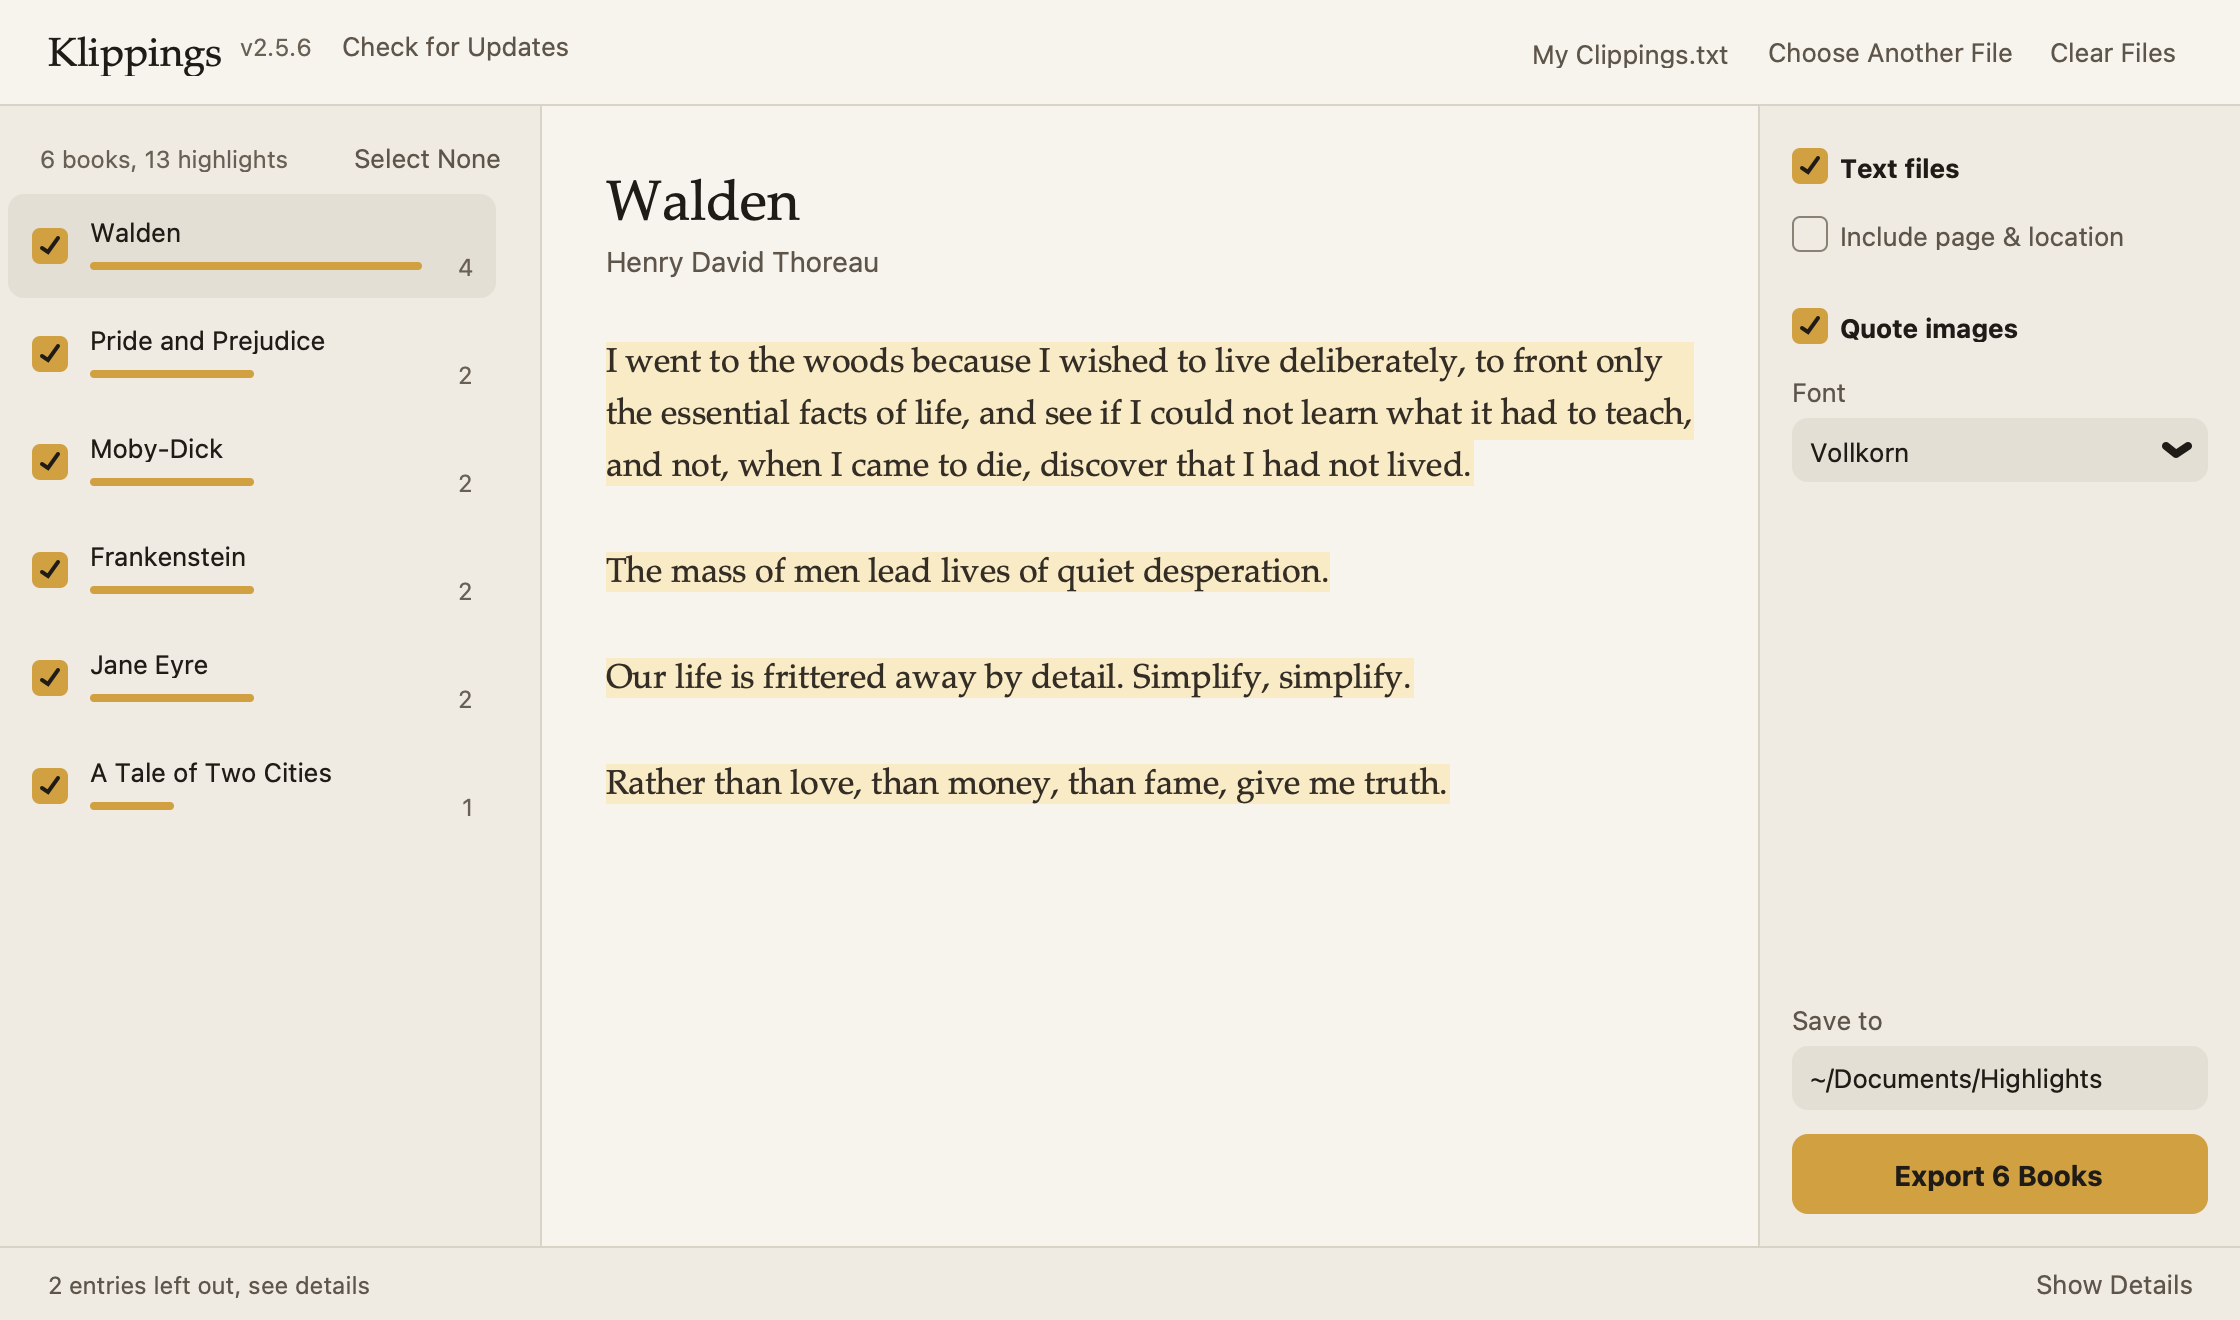 Klippings v2.5.6 Check for Updates
My Clippings.txt Choose Another File Clear Files
6 books, 13 highlights Select None
Walden
4
Pride and Prejudice
2
Moby-Dick
2
Frankenstein
2
Jane Eyre
2
A Tale of Two Cities
1
Walden
Henry David Thoreau
I went to the woods because I wished to live deliberately, to front only
the essential facts of life, and see if I could not learn what it had to teach,
and not, when I came to die, discover that I had not lived.
The mass of men lead lives of quiet desperation.
Our life is frittered away by detail. Simplify, simplify.
Rather than love, than money, than fame, give me truth.
Text files
Include page & location
Quote images
Font
Vollkorn
Save to
~/Documents/Highlights
Export 6 Books
2 entries left out, see details
Show Details